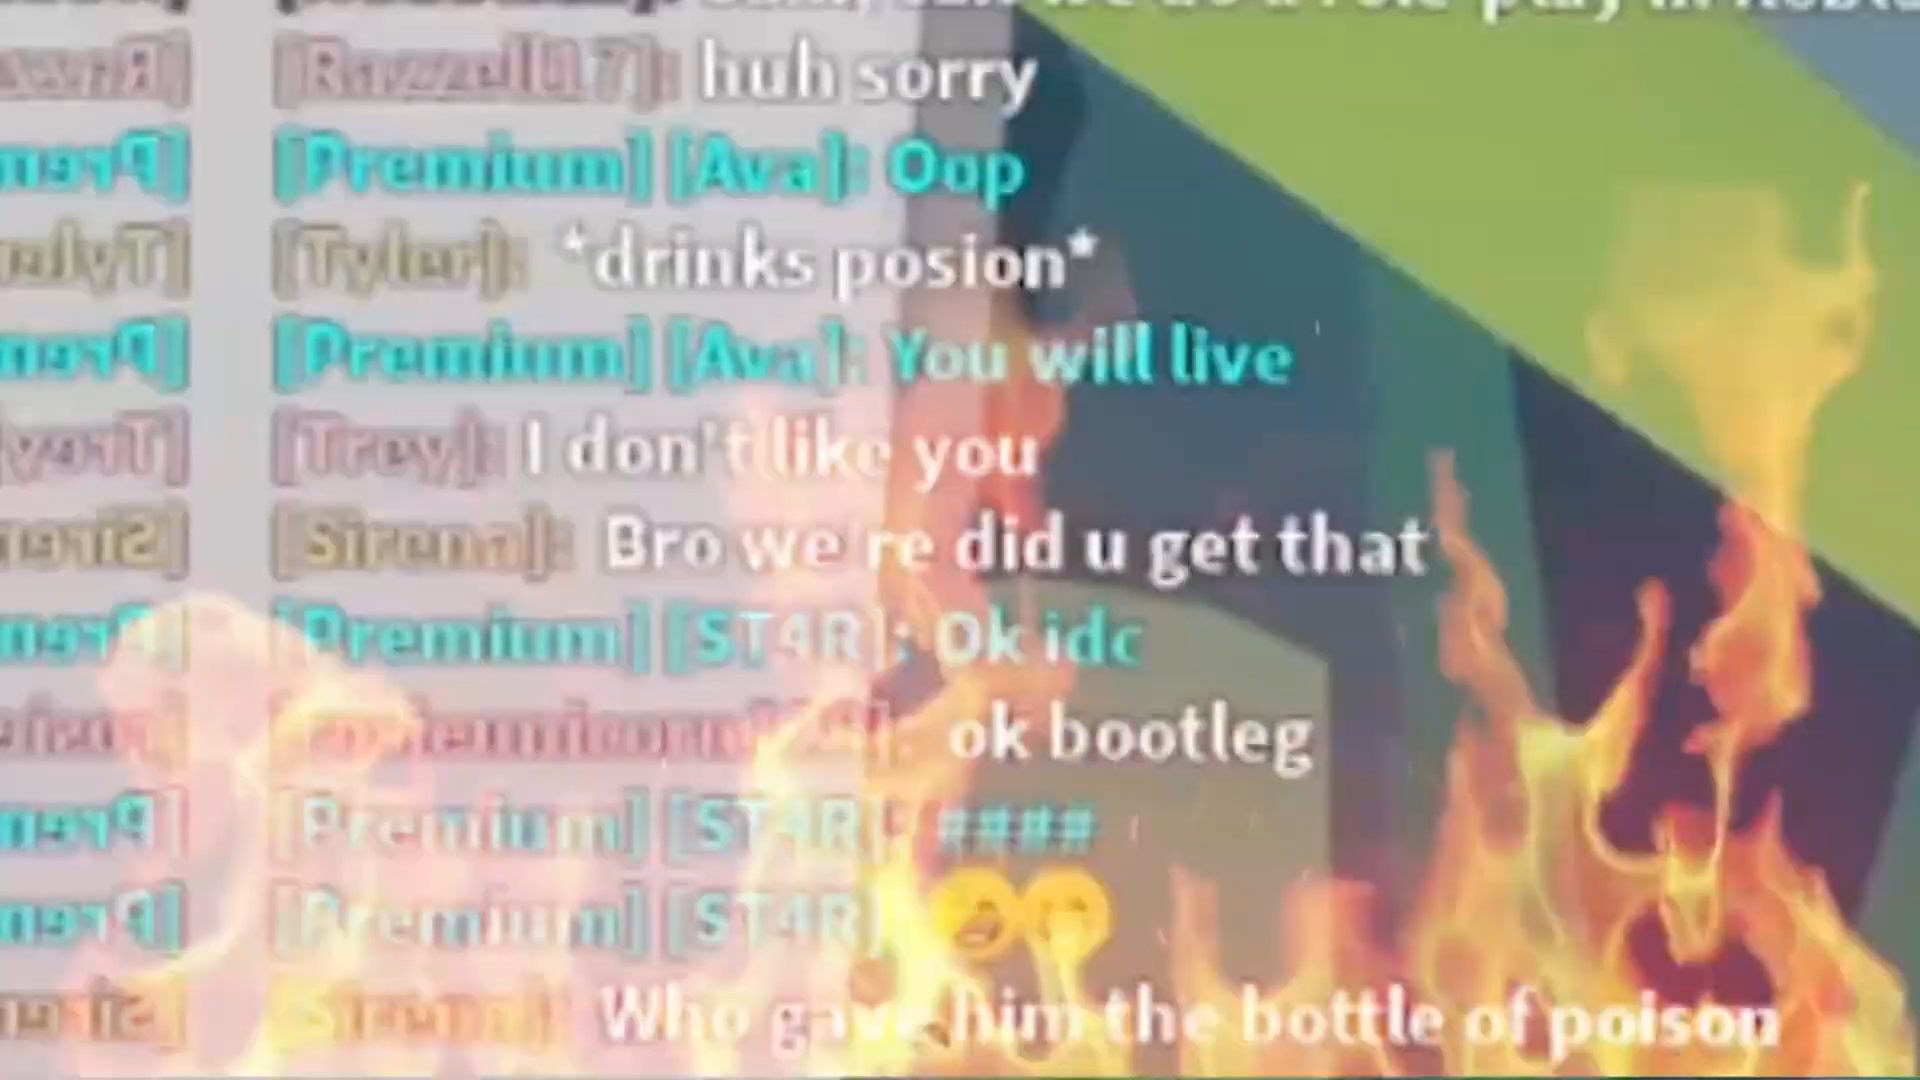 [Razzelll17]: huh sorry
[Premium] [Ava]: Oop
[Tyler]: *drinks posion*
[Premium] [Ava]: You will live
[Trey]: I don't like you
[Sirena]: Bro we're did u get that
[Premium] [ST4R]: Ok idc
ok bootleg
[Premium] [ST4R]: ####
[Premium] [ST4R]
[Sirena]: Who gave him the bottle of poison